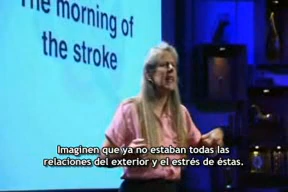 The morning of
the stroke
Imaginen que ya no estaban todas las
relaciones del exterior y el estrés de éstas.